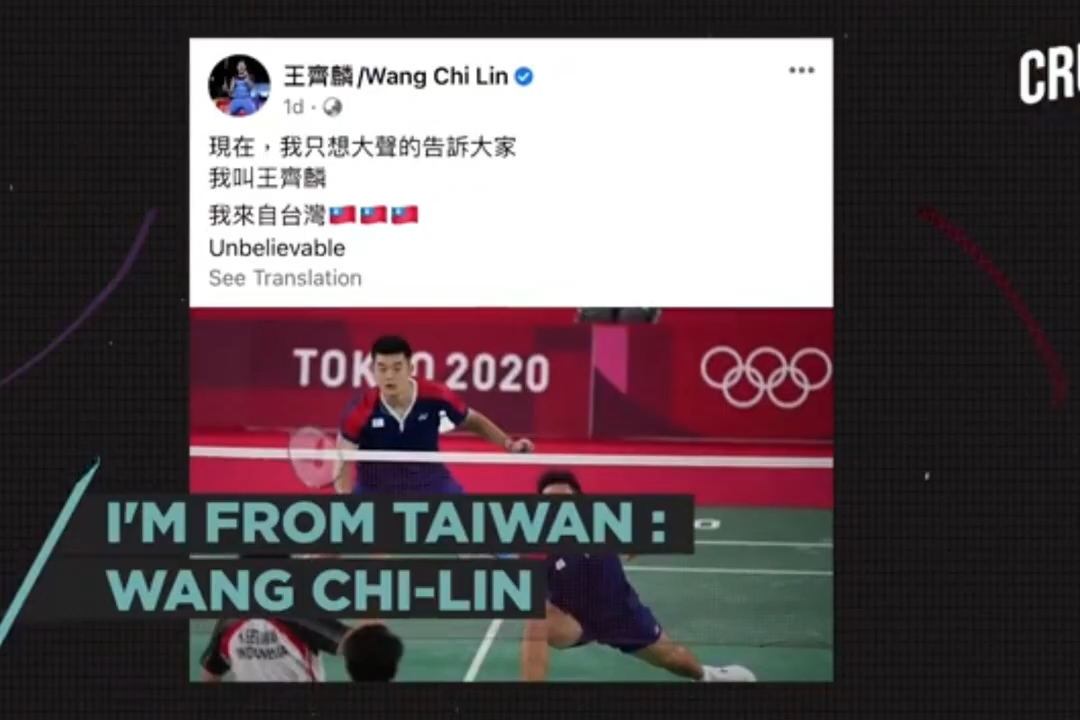 王齊麟/Wang Chi Lin
1d
現在，我只想大聲的告訴大家
我叫王齊麟
我來自台灣🇹🇼🇹🇼🇹🇼
Unbelievable
See Translation
CR
TOK O 2020
I'M FROM TAIWAN :
WANG CHI-LIN
INDONESIA